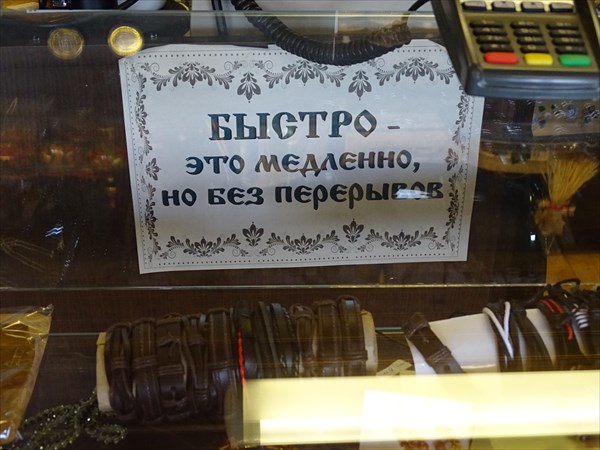 БЫСТРО -
ЭТО МЕДЛЕННО,
НО БЕЗ ПЕРЕРЫВОВ